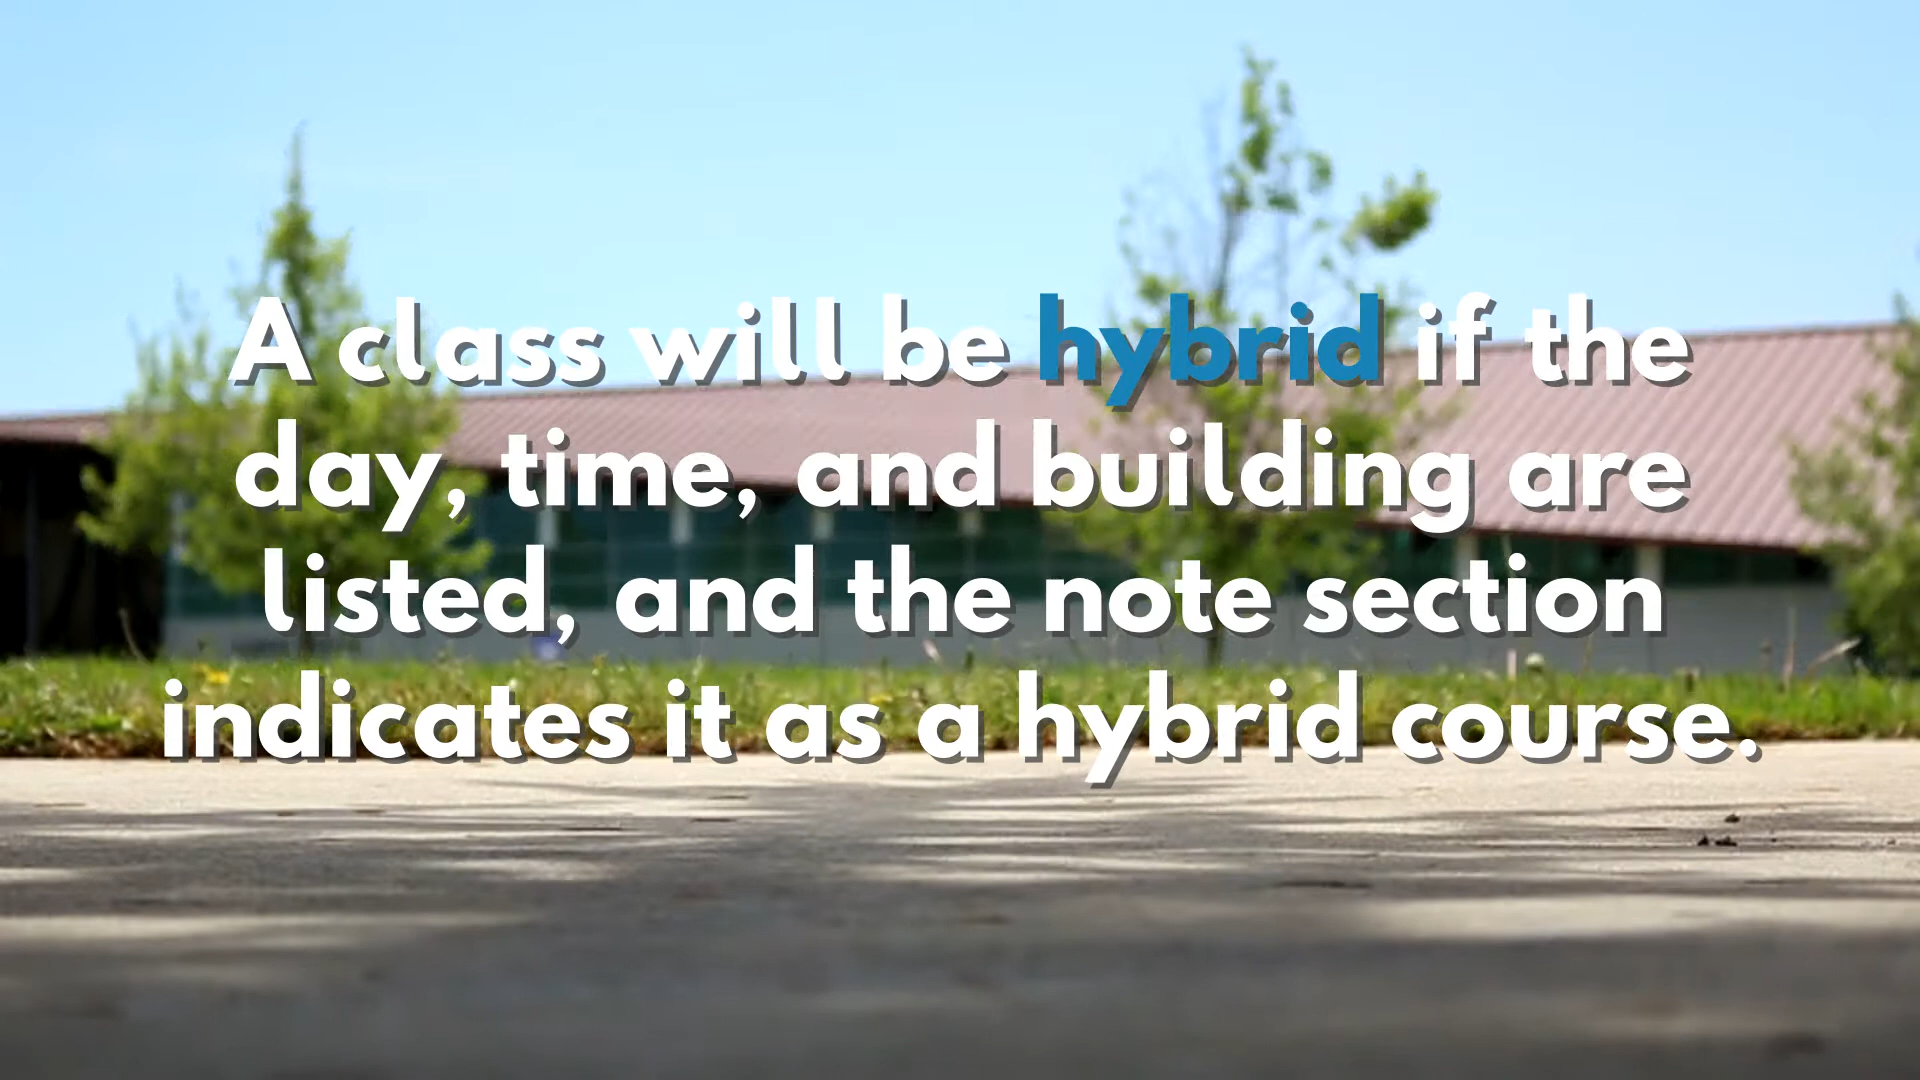 A class will be hybrid if the
day, time, and building are
listed, and the note section
indicates it as a hybrid course.